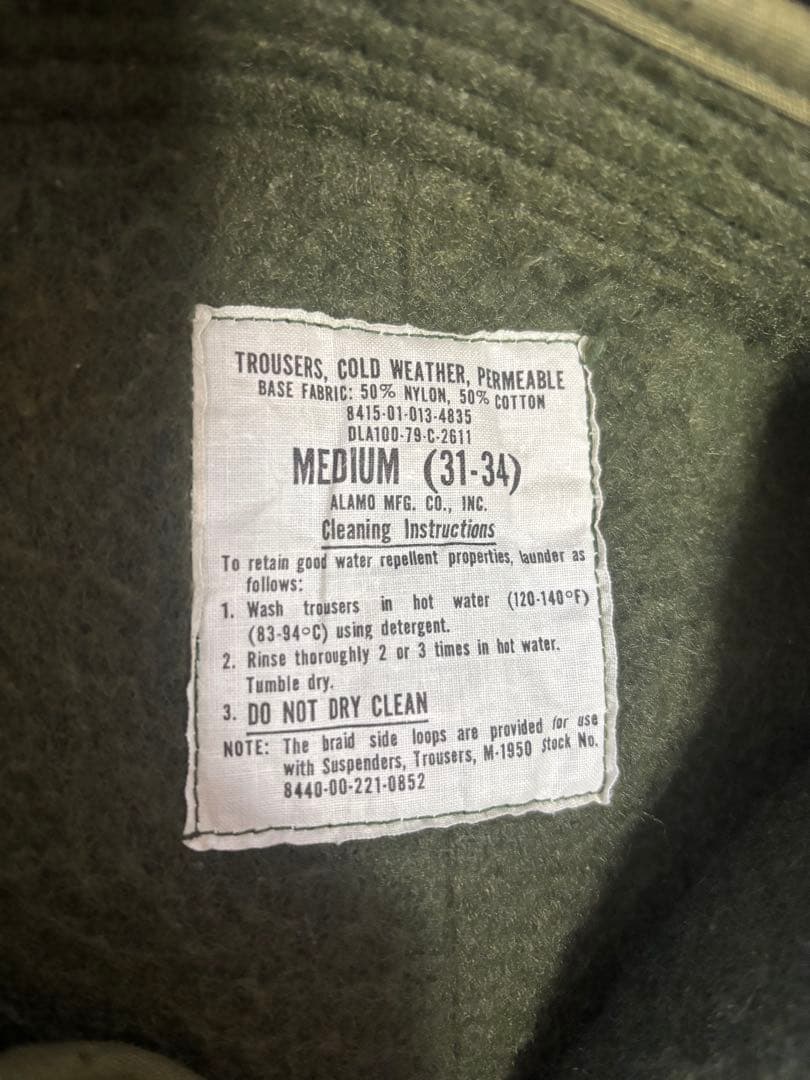 TROUSERS, COLD WEATHER, PERMEABLE
BASE FABRIC: 50% NYLON, 50% COTTON
8415-01-013-4835
DLA100-79-C-2611
MEDIUM (31-34)
ALAMO MFG. CO., INC.
Cleaning Instructions
To retain good water repellent properties, launder as
follows:
1. Wash trousers in hot water (120-140°F)
(83-94°C) using detergent.
2. Rinse thoroughly 2 or 3 times in hot water.
Tumble dry.
3. DO NOT DRY CLEAN
NOTE: The braid side loops are provided for use
with Suspenders, Trousers, M-1950 Stock No.
8440-00-221-0852